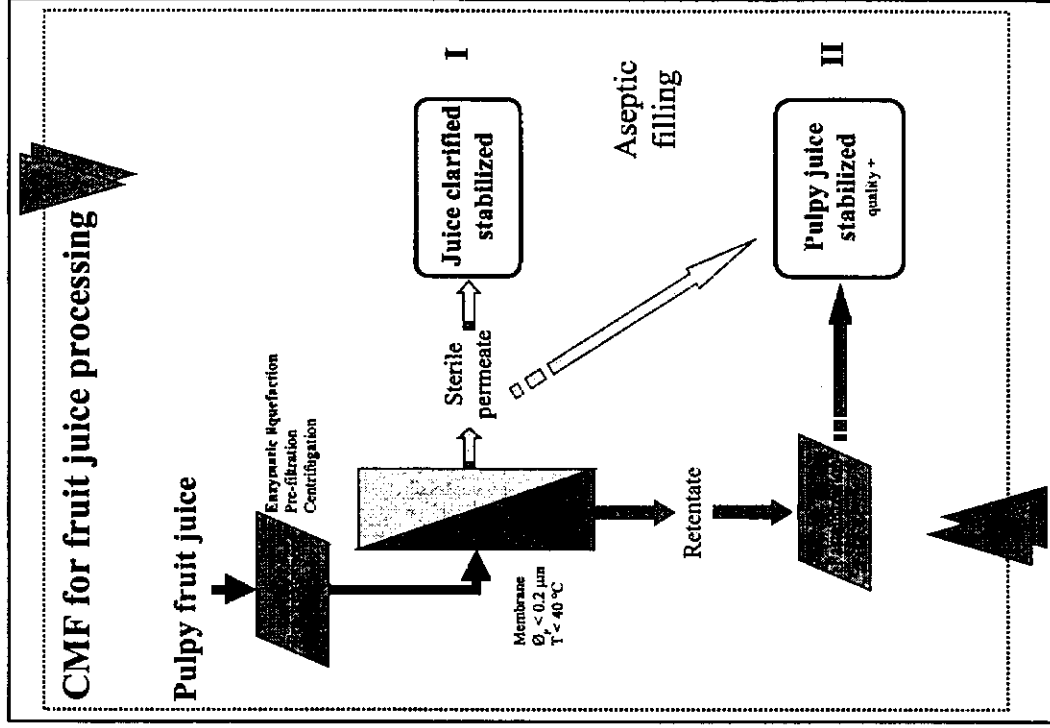 CMF for fruit juice processing
Pulpy fruit juice
Enzymatic liquefaction
Pre-filtration
Centrifugation
Membrane
Øp < 0.2 µm
T < 40 °C
Sterile
permeate
Juice clarified
stabilized
I
Retentate
Aseptic
filling
Pulpy juice
stabilized
quality +
II